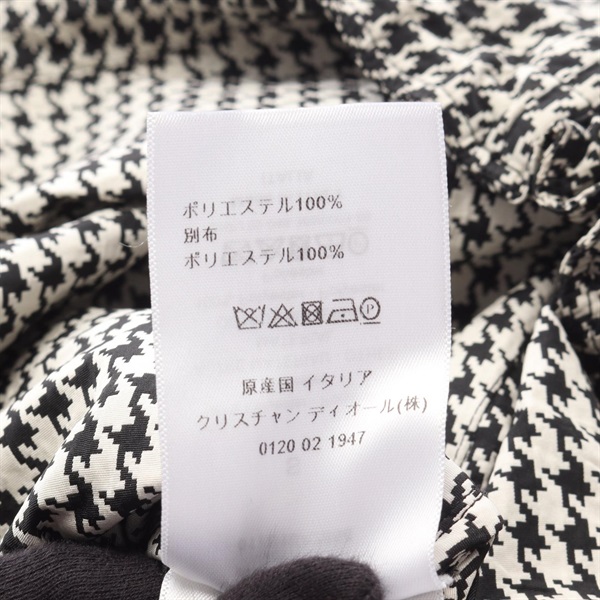 ポリエステル100%
別布
ポリエステル100%
P
原産国 イタリア
クリスチャン ディオール(株)
0120 02 1947